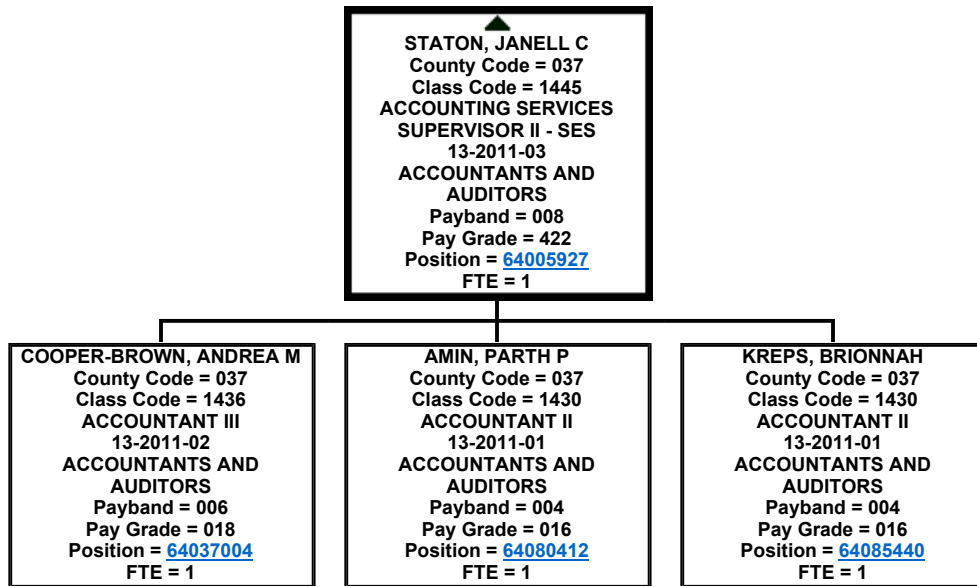 STATON, JANELL C
County Code = 037
Class Code = 1445
ACCOUNTING SERVICES
SUPERVISOR II - SES
13-2011-03
ACCOUNTANTS AND
AUDITORS
Payband = 008
Pay Grade = 422
Position = 64005927
FTE = 1
COOPER-BROWN, ANDREA M
County Code = 037
Class Code = 1436
ACCOUNTANT III
13-2011-02
ACCOUNTANTS AND
AUDITORS
Payband = 006
Pay Grade = 018
Position = 64037004
FTE = 1
AMIN, PARTH P
County Code = 037
Class Code = 1430
ACCOUNTANT II
13-2011-01
ACCOUNTANTS AND
AUDITORS
Payband = 004
Pay Grade = 016
Position = 64080412
FTE = 1
KREPS, BRIONNAH
County Code = 037
Class Code = 1430
ACCOUNTANT II
13-2011-01
ACCOUNTANTS AND
AUDITORS
Payband = 004
Pay Grade = 016
Position = 64085440
FTE = 1